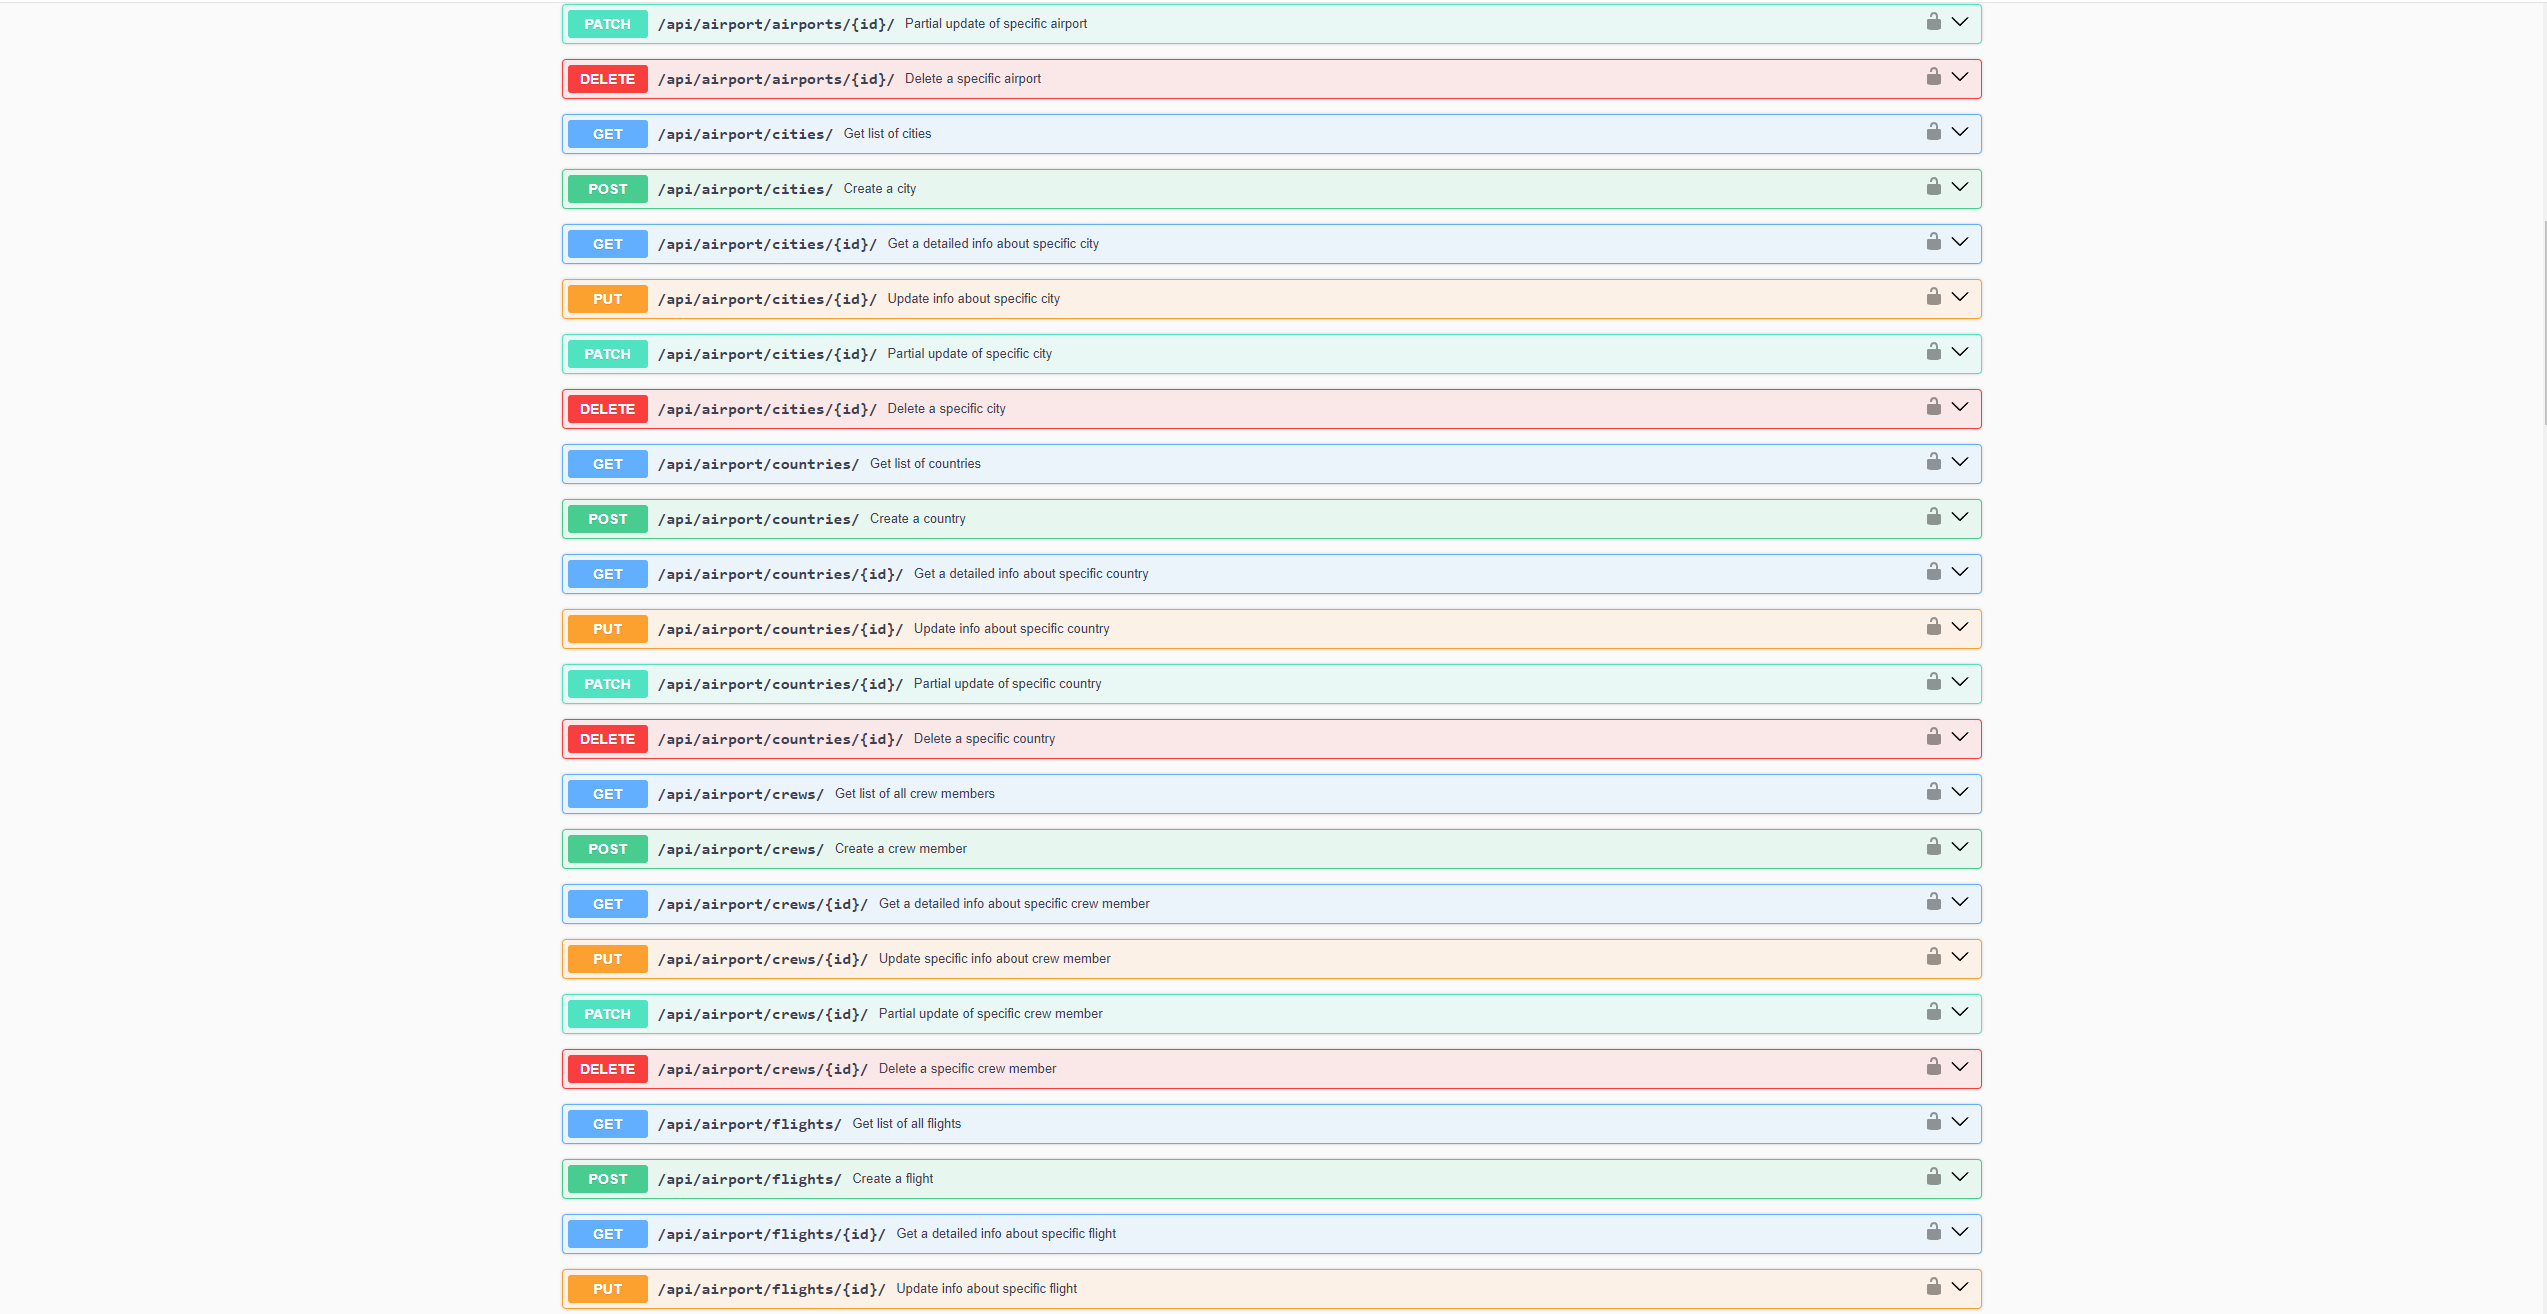 PATCH /api/airport/airports/{id}/ Partial update of specific airport
DELETE /api/airport/airports/{id}/ Delete a specific airport
GET /api/airport/cities/ Get list of cities
POST /api/airport/cities/ Create a city
GET /api/airport/cities/{id}/ Get a detailed info about specific city
PUT /api/airport/cities/{id}/ Update info about specific city
PATCH /api/airport/cities/{id}/ Partial update of specific city
DELETE /api/airport/cities/{id}/ Delete a specific city
GET /api/airport/countries/ Get list of countries
POST /api/airport/countries/ Create a country
GET /api/airport/countries/{id}/ Get a detailed info about specific country
PUT /api/airport/countries/{id}/ Update info about specific country
PATCH /api/airport/countries/{id}/ Partial update of specific country
DELETE /api/airport/countries/{id}/ Delete a specific country
GET /api/airport/crews/ Get list of all crew members
POST /api/airport/crews/ Create a crew member
GET /api/airport/crews/{id}/ Get a detailed info about specific crew member
PUT /api/airport/crews/{id}/ Update specific info about crew member
PATCH /api/airport/crews/{id}/ Partial update of specific crew member
DELETE /api/airport/crews/{id}/ Delete a specific crew member
GET /api/airport/flights/ Get list of all flights
POST /api/airport/flights/ Create a flight
GET /api/airport/flights/{id}/ Get a detailed info about specific flight
PUT /api/airport/flights/{id}/ Update info about specific flight